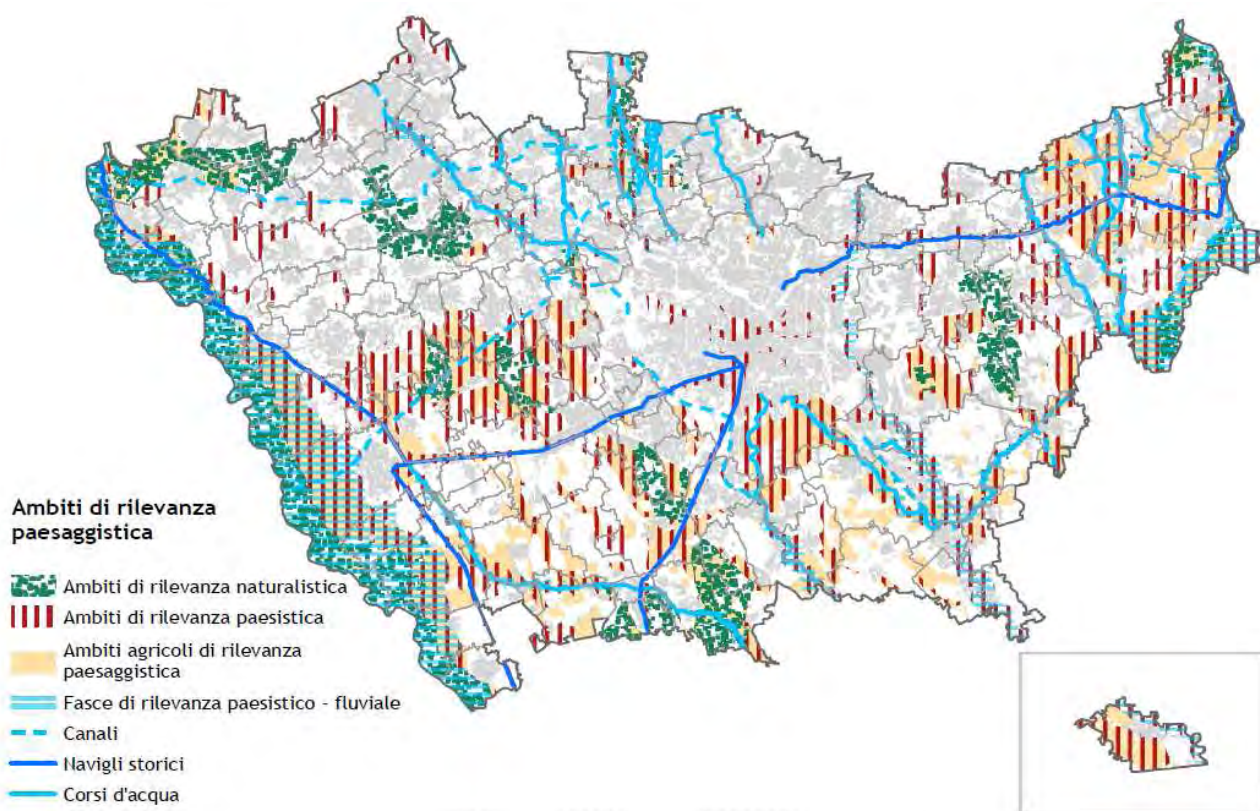 Ambiti di rilevanza
paesaggistica
Ambiti di rilevanza naturalistica
Ambiti di rilevanza paesistica
Ambiti agricoli di rilevanza
paesaggistica
Fasce di rilevanza paesistico - fluviale
Canali
Navigli storici
Corsi d'acqua